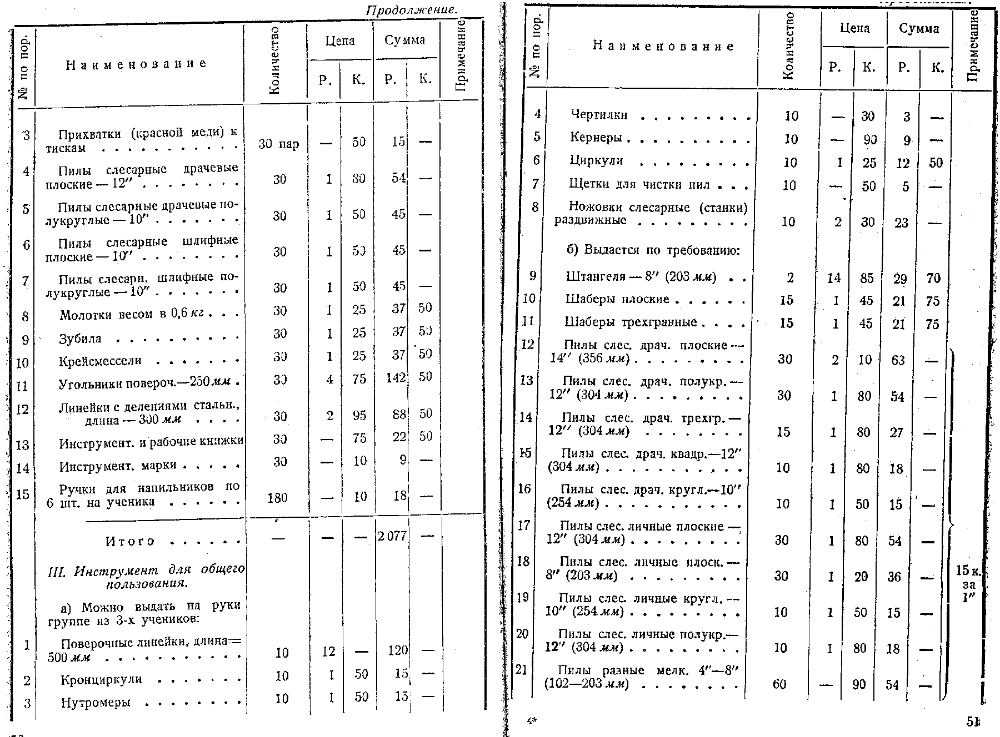 Продолжение.
№ по пор. Наименование Количество Цена Сумма Примечание
Р. К. Р. К.
3 Прихватки (красной меди) к
тискам . . . . . . . . . . . 30 пар — 50 15 —
4 Пилы слесарные драчевые
плоские — 12" . . . . . . . . 30 1 80 54 —
5 Пилы слесарные драчевые по-
лукруглые — 10" . . . . . . . 30 1 50 45 —
6 Пилы слесарные шлифные
плоские — 10" . . . . . . . . 30 1 50 45 —
7 Пилы слесарн. шлифные по-
лукруглые — 10" . . . . . . . 30 1 50 45 —
8 Молотки весом в 0,6 кг . . . 30 1 25 37 50
9 Зубила . . . . . . . . . . 30 1 25 37 50
10 Крейсмессели . . . . . . . 30 1 25 37 50
11 Угольники повероч.—250 мм . 30 4 75 142 50
12 Линейки с делениями стальн.,
длина — 300 мм . . . . 30 2 95 88 50
13 Инструмент. и рабочие книжки 30 — 75 22 50
14 Инструмент. марки . . . . . 30 — 10 9 —
15 Ручки для напильников по
6 шт. на ученика . . . . . . 180 — 10 18 —
Итого . . . . . . — — — 2 077 —
III. Инструмент для общего
пользования.
а) Можно выдать на руки
группе из 3-х учеников:
1 Поверочные линейки, длина=
500 мм . . . . . . . . . . . 10 12 — 120 —
2 Кронциркули . . . . . . . 10 1 50 15 —
3 Нутромеры . . . . . . . . 10 1 50 15 —
№ по пор. Наименование Количество Цена Сумма Примечание
Р. К. Р. К.
4 Чертилки . . . . . . . . . 10 — 30 3 —
5 Кернеры . . . . . . . . . . 10 — 90 9 —
6 Циркули . . . . . . . . . 10 1 25 12 50
7 Щетки для чистки пил . . . 10 — 50 5 —
8 Ножовки слесарные (станки)
раздвижные . . . . . . . . . 10 2 30 23 —
б) Выдается по требованию:
9 Штангеля — 8" (203 мм) . . 2 14 85 29 70
10 Шаберы плоские . . . . . . 15 1 45 21 75
11 Шаберы трехгранные . . . . 15 1 45 21 75
12 Пилы слес. драч. плоские —
14" (356 мм) . . . . . . . . . 30 2 10 63 —
13 Пилы слес. драч. полукр. —
12" (304 мм) . . . . . . . . . 30 1 80 54 —
14 Пилы слес. драч. трехгр. —
12" (304 мм) . . . . . . . . 15 1 80 27 —
15 Пилы слес. драч. квадр.—12"
(304 мм) . . . . . . . . . . . 10 1 80 18 —
16 Пилы слес. драч. кругл.—10"
(254 мм) . . . . . . . . . . . 10 1 50 15 —
17 Пилы слес. личные плоские —
12" (304 мм) . . . . . . . . . 30 1 80 54 —
18 Пилы слес. личные плоск. —
8" (203 мм) . . . . . . . . . 30 1 20 36 —
15 к.
за
1"
19 Пилы слес. личные кругл. —
10" (254 мм) . . . . . . . . . 10 1 50 15 —
20 Пилы слес. личные полукр.—
12" (304 мм) . . . . . . . . . 10 1 80 18 —
21 Пилы разные мелк. 4"—8"
(102—203 мм) . . . . . . . . 60 — 90 54 —
4* 51